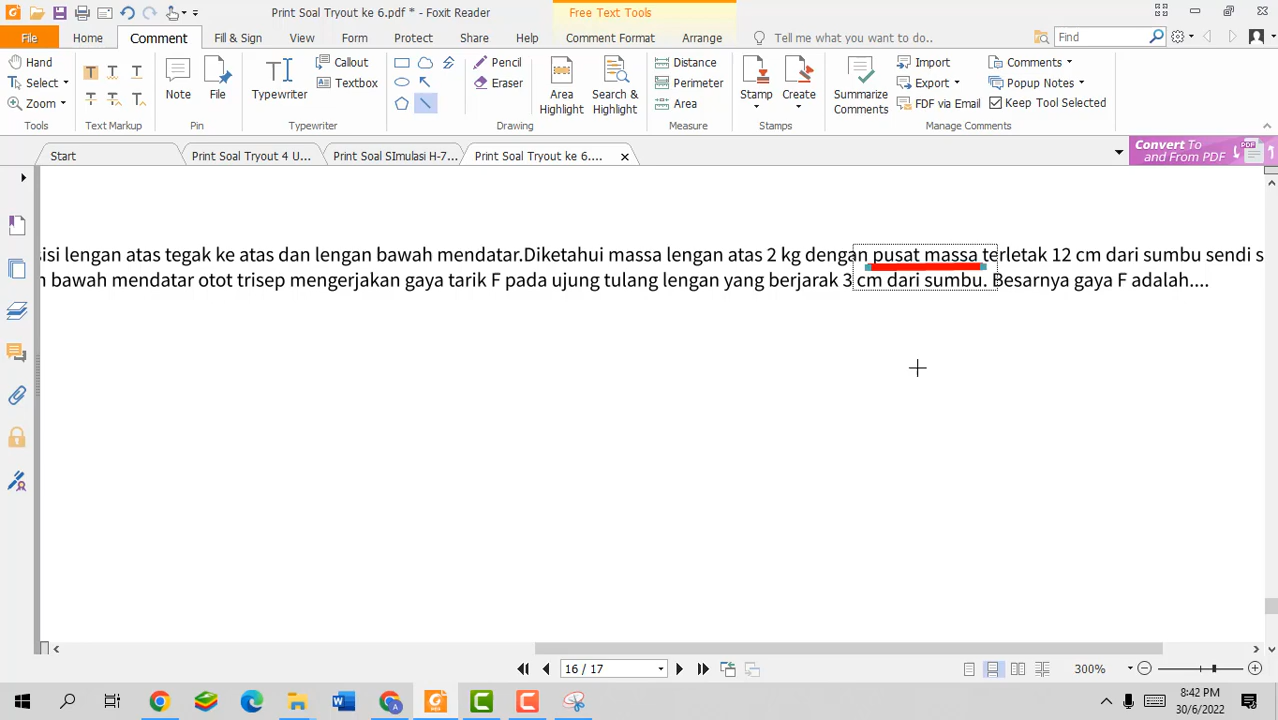 Print Soal Tryout ke 6.pdf * - Foxit Reader
Free Text Tools
File Home Comment Fill & Sign View Form Protect Share Help Comment Format Arrange Tell me what you want to do.. Find
Hand
Select
Zoom
Tools
Text Markup
Note
File
Pin
Typewriter
Callout
Textbox
Typewriter
Pencil
Eraser
Drawing
Area Highlight
Search & Highlight
Distance
Perimeter
Area
Measure
Stamp
Create
Stamps
Summarize Comments
Import
Export
FDF via Email
Comments
Popup Notes
Keep Tool Selected
Manage Comments
Start
Print Soal Tryout 4 U...
Print Soal SImulasi H-7...
Print Soal Tryout ke 6....
Convert To and From PDF
PDF
isi lengan atas tegak ke atas dan lengan bawah mendatar.Diketahui massa lengan atas 2 kg dengan pusat massa terletak 12 cm dari sumbu sendi s
bawah mendatar otot trisep mengerjakan gaya tarik F pada ujung tulang lengan yang berjarak 3 cm dari sumbu. Besarnya gaya F adalah....
16 / 17
300%
8:42 PM
30/6/2022